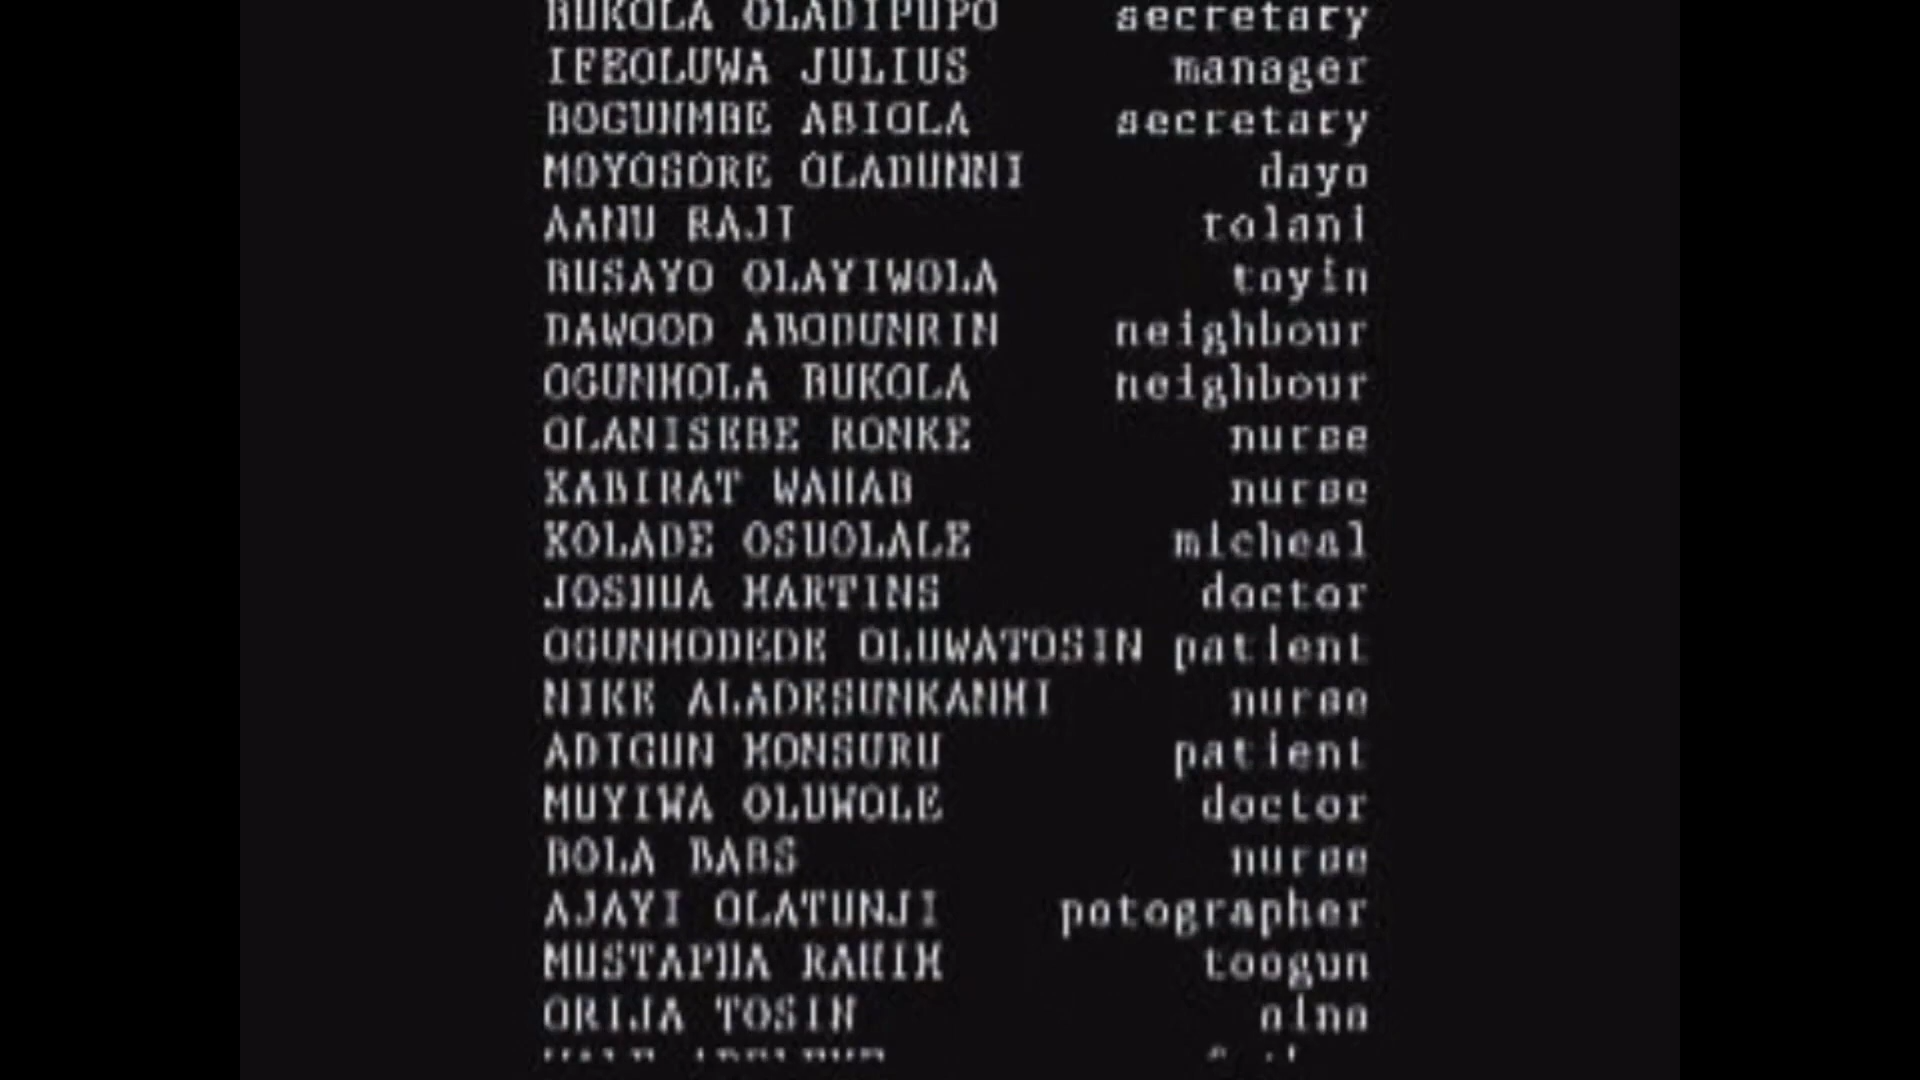 BUKOLA OLADIPUPO secretary
IFEOLUWA JULIUS manager
BOGUNMBE ABIOLA secretary
MOYOSORE OLADUNNI dayo
AANU RAJI tolani
BUSAYO OLAYIWOLA toyin
DAWOOD ABODUNRIN neighbour
OGUNMOLA BUKOLA neighbour
OLANISEBE RONKE nurse
KABIRAT WAHAB nurse
KOLADE OSUOLALE micheal
JOSHUA MARTINS doctor
OGUNMODEDE OLUWATOSIN patient
NIKE ALADESUNKANMI nurse
ADIGUN MONSURU patient
MUYIWA OLUWOLE doctor
BOLA BABS nurse
AJAYI OLATUNJI potographer
MUSTAPHA RAHIM toogun
ORIJA TOSIN